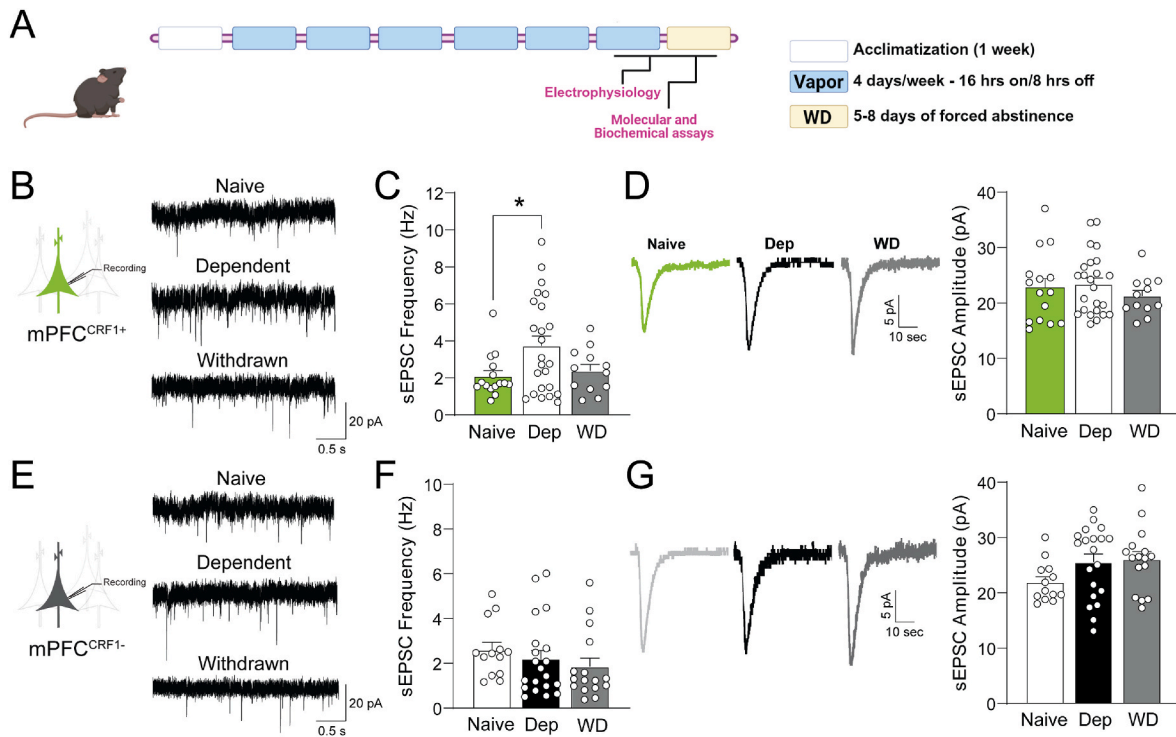 A
Electrophysiology
Molecular and
Biochemical assays
Acclimatization (1 week)
Vapor 4 days/week - 16 hrs on/8 hrs off
WD 5-8 days of forced abstinence
B
Recording
mPFC CRF1+
Naive
Dependent
Withdrawn
20 pA
0.5 s
C
sEPSC Frequency (Hz)
12
10
8
6
4
2
0
*
Naive Dep WD
D
Naive Dep WD
5 pA
10 sec
sEPSC Amplitude (pA)
40
30
20
10
0
Naive Dep WD
E
Recording
mPFC CRF1-
Naive
Dependent
Withdrawn
20 pA
0.5 s
F
sEPSC Frequency (Hz)
10
8
6
4
2
0
Naive Dep WD
G
5 pA
10 sec
sEPSC Amplitude (pA)
40
30
20
10
0
Naive Dep WD